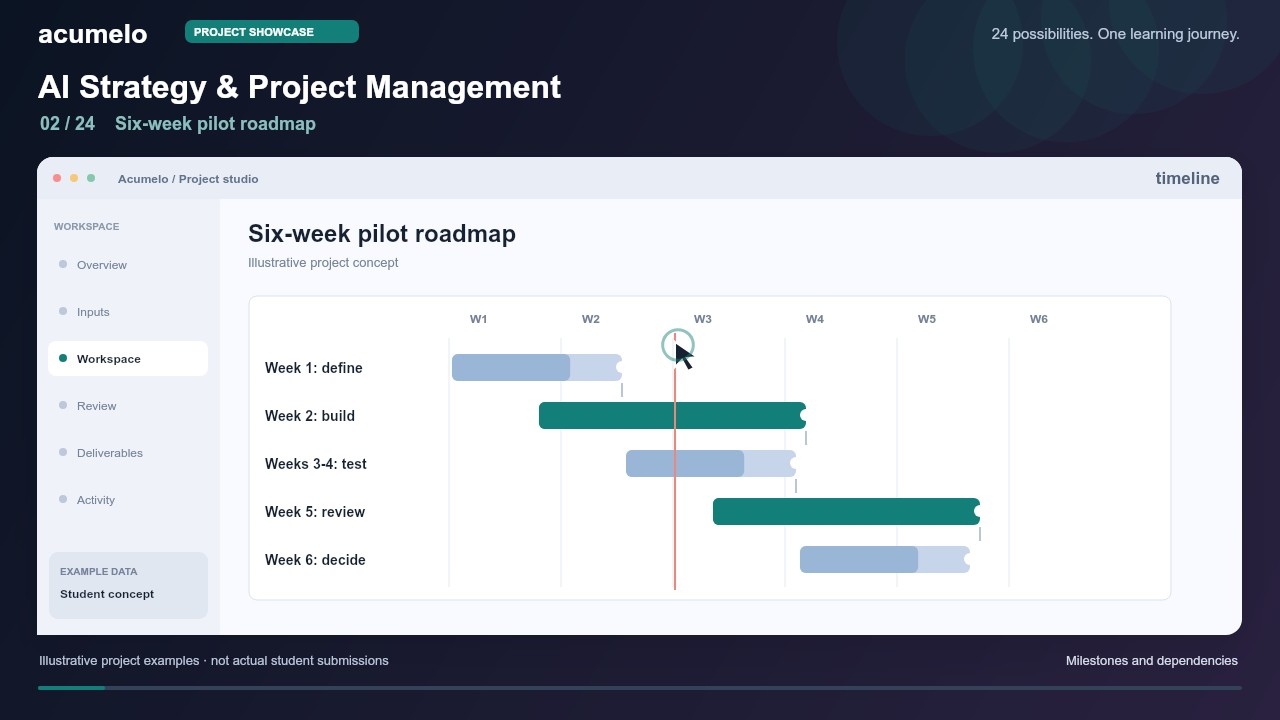 acumelo
PROJECT SHOWCASE
24 possibilities. One learning journey.
AI Strategy & Project Management
02 / 24 Six-week pilot roadmap
Acumelo / Project studio
timeline
WORKSPACE
Overview
Inputs
Workspace
Review
Deliverables
Activity
EXAMPLE DATA
Student concept
Six-week pilot roadmap
Illustrative project concept
W1 W2 W3 W4 W5 W6
Week 1: define
Week 2: build
Weeks 3-4: test
Week 5: review
Week 6: decide
Illustrative project examples · not actual student submissions
Milestones and dependencies